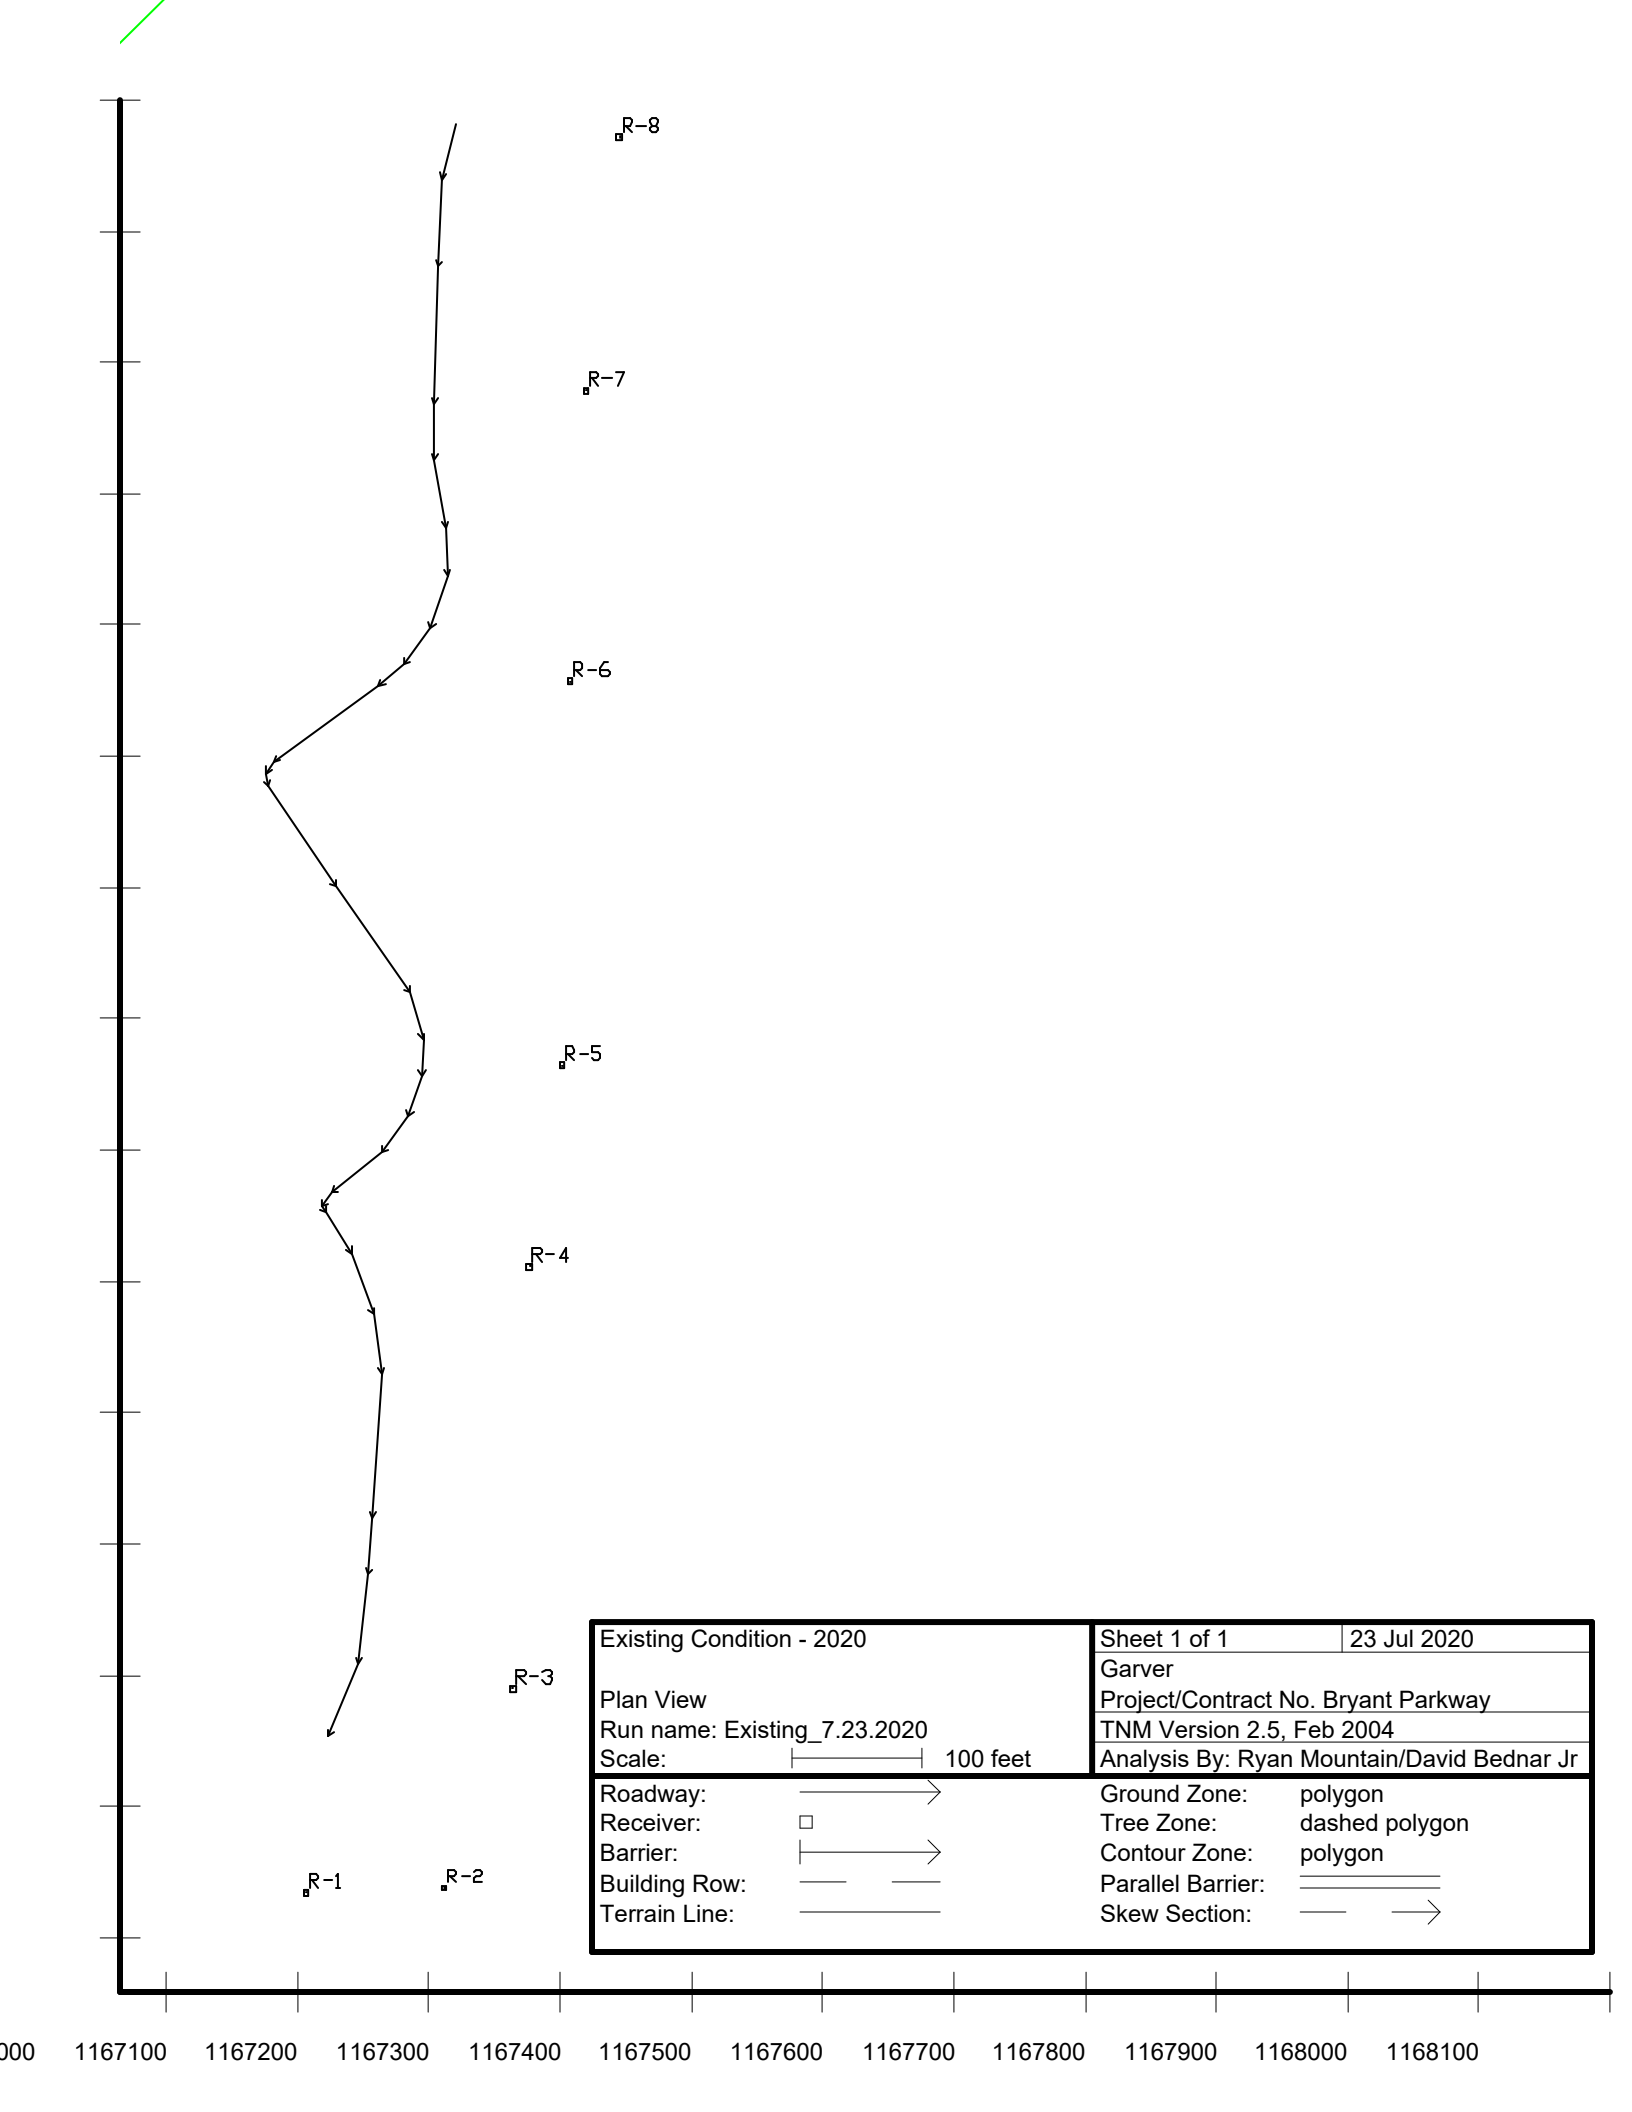 R-8
R-7
R-6
R-5
R-4
R-3
R-1
R-2
Existing Condition - 2020
Sheet 1 of 1
23 Jul 2020
Garver
Plan View
Project/Contract No. Bryant Parkway
Run name: Existing_7.23.2020
TNM Version 2.5, Feb 2004
Scale:
100 feet
Analysis By: Ryan Mountain/David Bednar Jr
Roadway:
Ground Zone: polygon
Receiver:
Tree Zone: dashed polygon
Barrier:
Contour Zone: polygon
Building Row:
Parallel Barrier:
Terrain Line:
Skew Section:
000 1167100 1167200 1167300 1167400 1167500 1167600 1167700 1167800 1167900 1168000 1168100